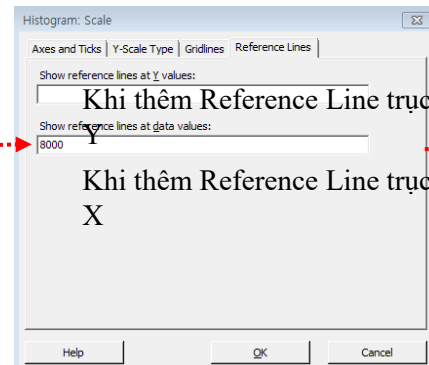 Histogram: Scale
Axes and Ticks Y-Scale Type Gridlines Reference Lines
Show reference lines at Y values:
Khi thêm Reference Line trục
Y
Show reference lines at data values:
8000
Khi thêm Reference Line trục
X
Help OK Cancel